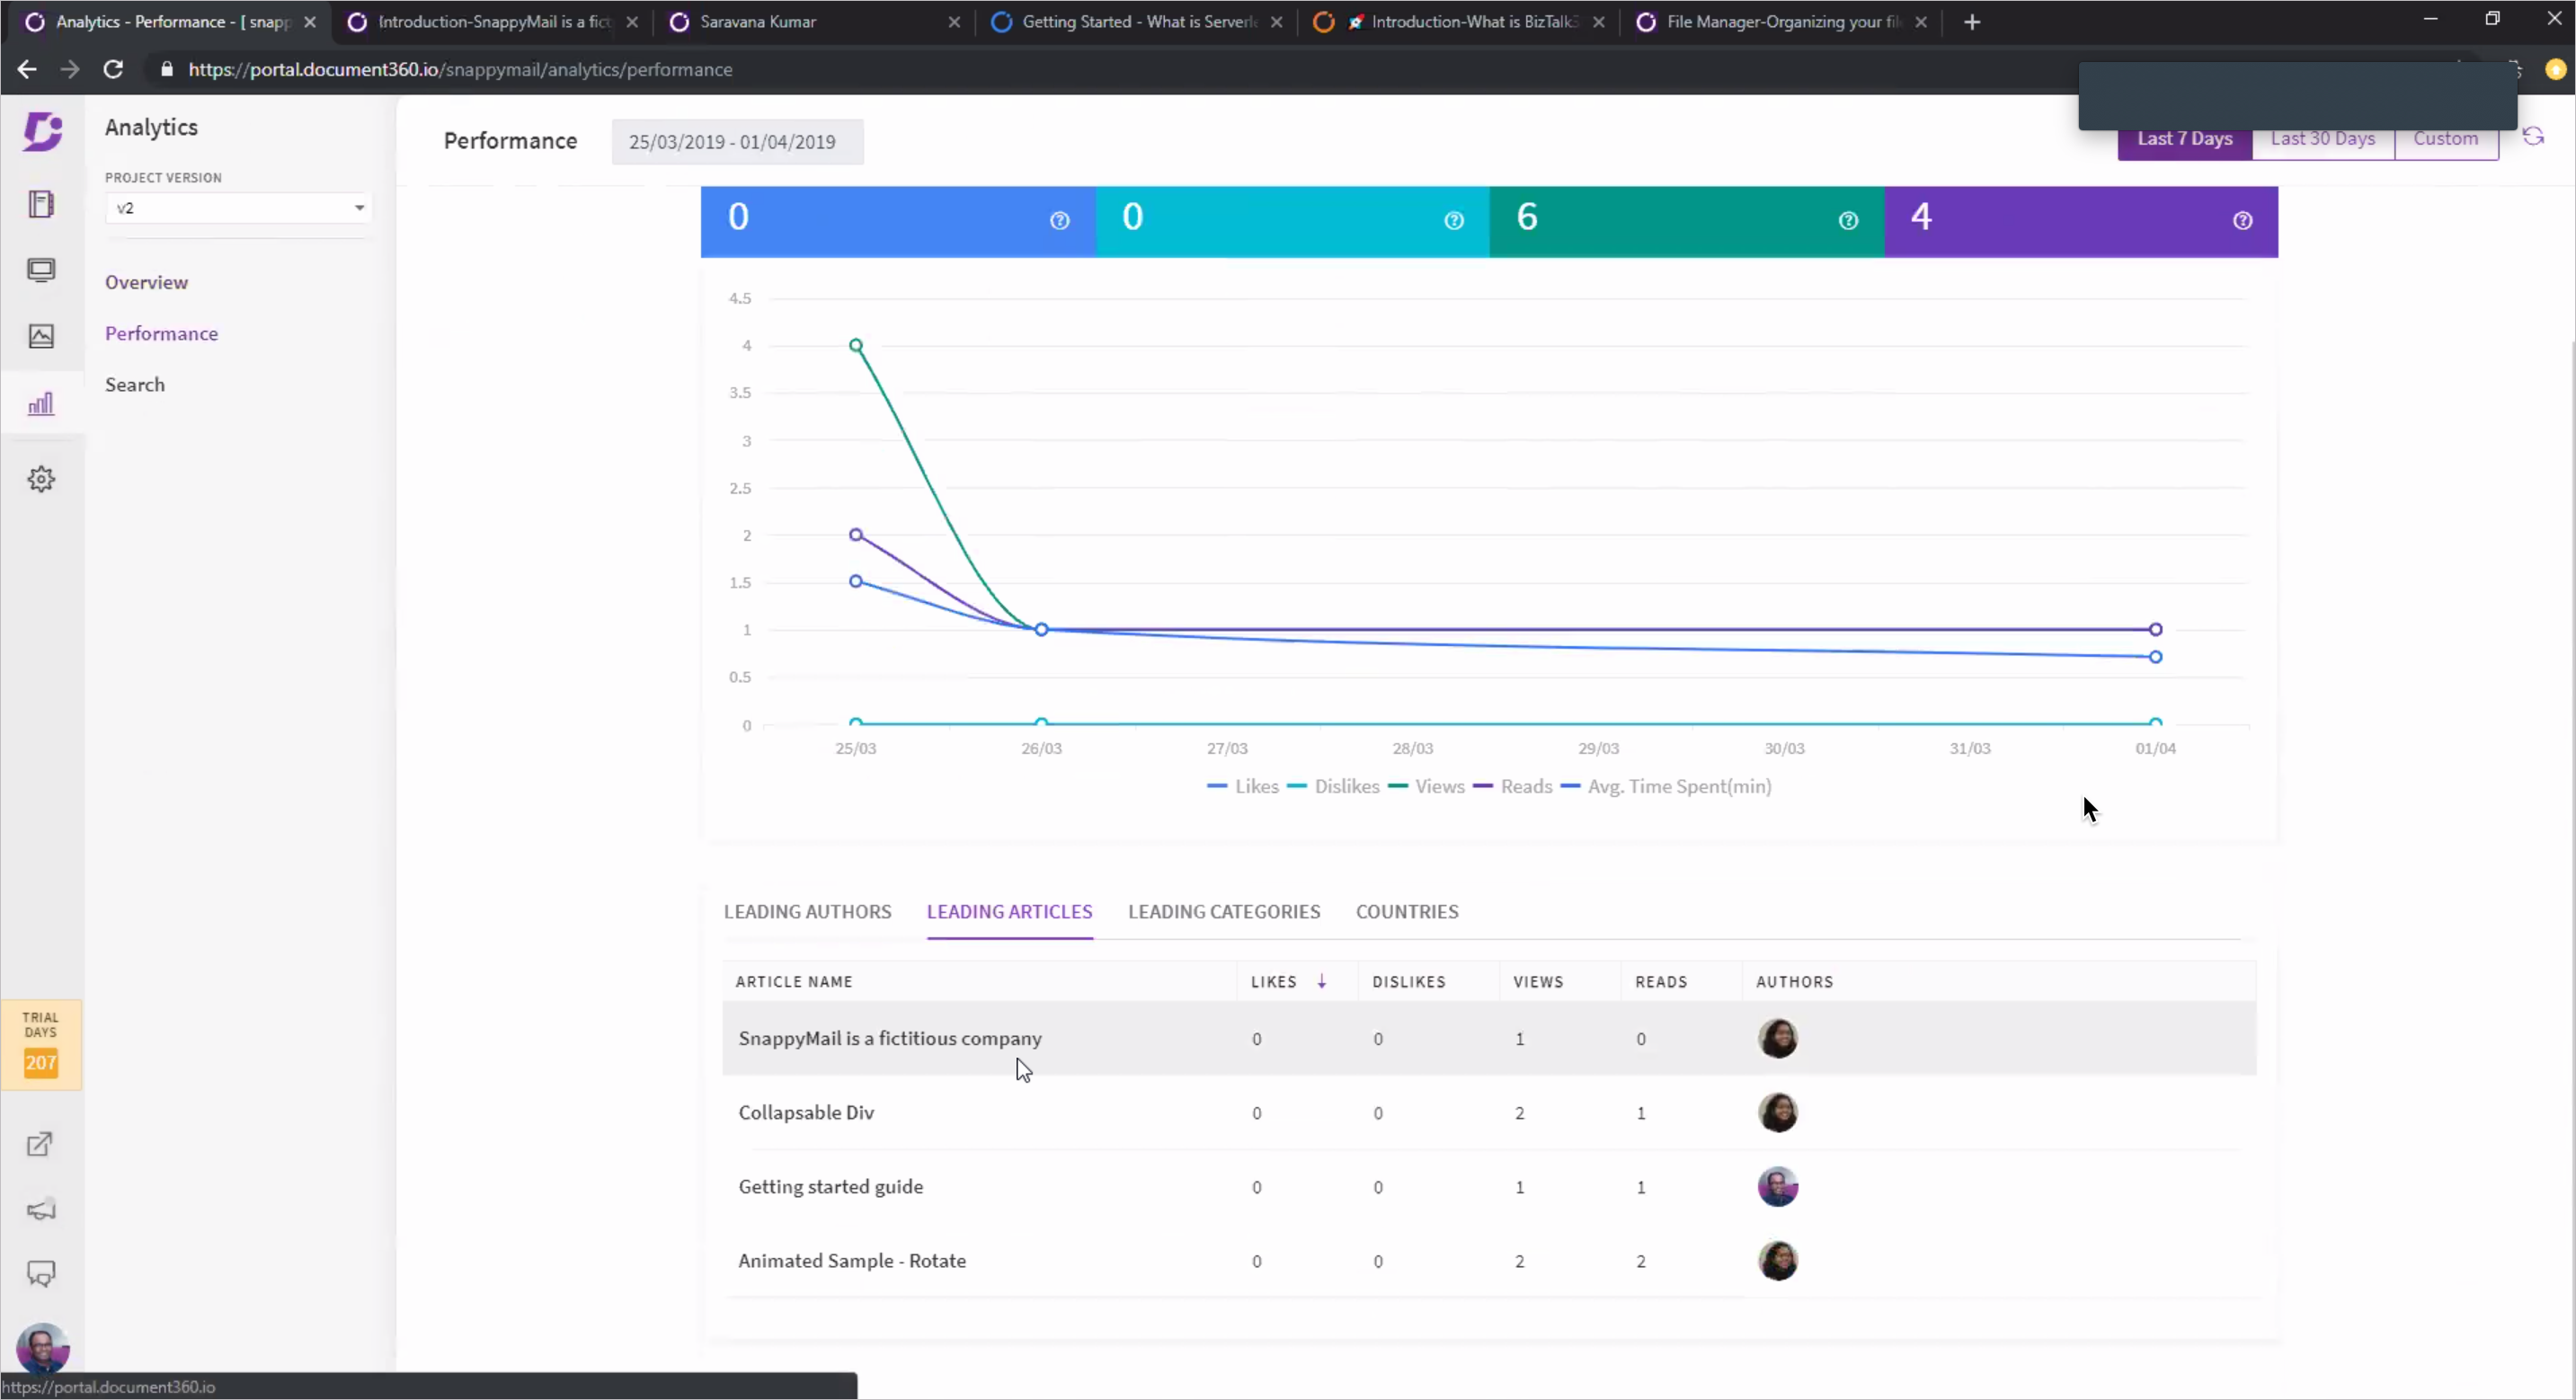 Analytics - Performance - [ snapp
Introduction-SnappyMail is a fict
Saravana Kumar
Getting Started - What is Serverle
Introduction-What is BizTalk3
File Manager-Organizing your file
https://portal.document360.io/snappymail/analytics/performance
Analytics
PROJECT VERSION
v2
Overview
Performance
Search
Performance
25/03/2019 - 01/04/2019
Last 7 Days
Last 30 Days
Custom
0
0
6
4
4.5
4
3.5
3
2.5
2
1.5
1
0.5
0
25/03 26/03 27/03 28/03 29/03 30/03 31/03 01/04
Likes Dislikes Views Reads Avg. Time Spent(min)
LEADING AUTHORS LEADING ARTICLES LEADING CATEGORIES COUNTRIES
ARTICLE NAME LIKES DISLIKES VIEWS READS AUTHORS
SnappyMail is a fictitious company 0 0 1 0
Collapsable Div 0 0 2 1
Getting started guide 0 0 1 1
Animated Sample - Rotate 0 0 2 2
TRIAL
DAYS
207
https://portal.document360.io